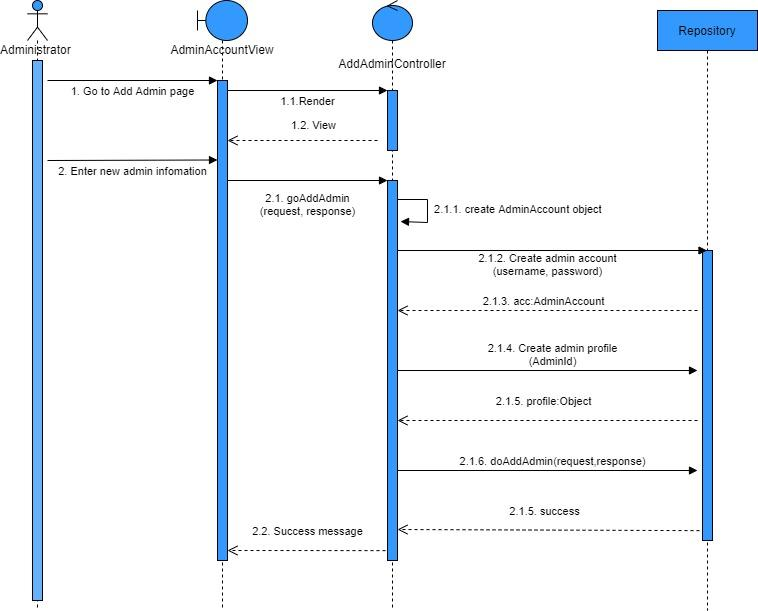 Administrator
AdminAccountView
AddAdminController
Repository
1. Go to Add Admin page
1.1.Render
1.2. View
2. Enter new admin infomation
2.1. goAddAdmin
(request, response)
2.1.1. create AdminAccount object
2.1.2. Create admin account
(username, password)
2.1.3. acc:AdminAccount
2.1.4. Create admin profile
(AdminId)
2.1.5. profile:Object
2.1.6. doAddAdmin(request,response)
2.1.5. success
2.2. Success message